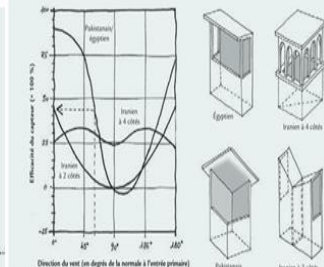 Efficacité du capteur (= 100 %)
Pakistanais/
égyptien
Iranien
à 4 côtés
Iranien
à 2 côtés
0
90°
180°
Direction du vent (en degrés de la normale à l'entrée primaire)
Égyptien
Iranien à 4 côtés
Pakistanais
Iranien à 2 côtés